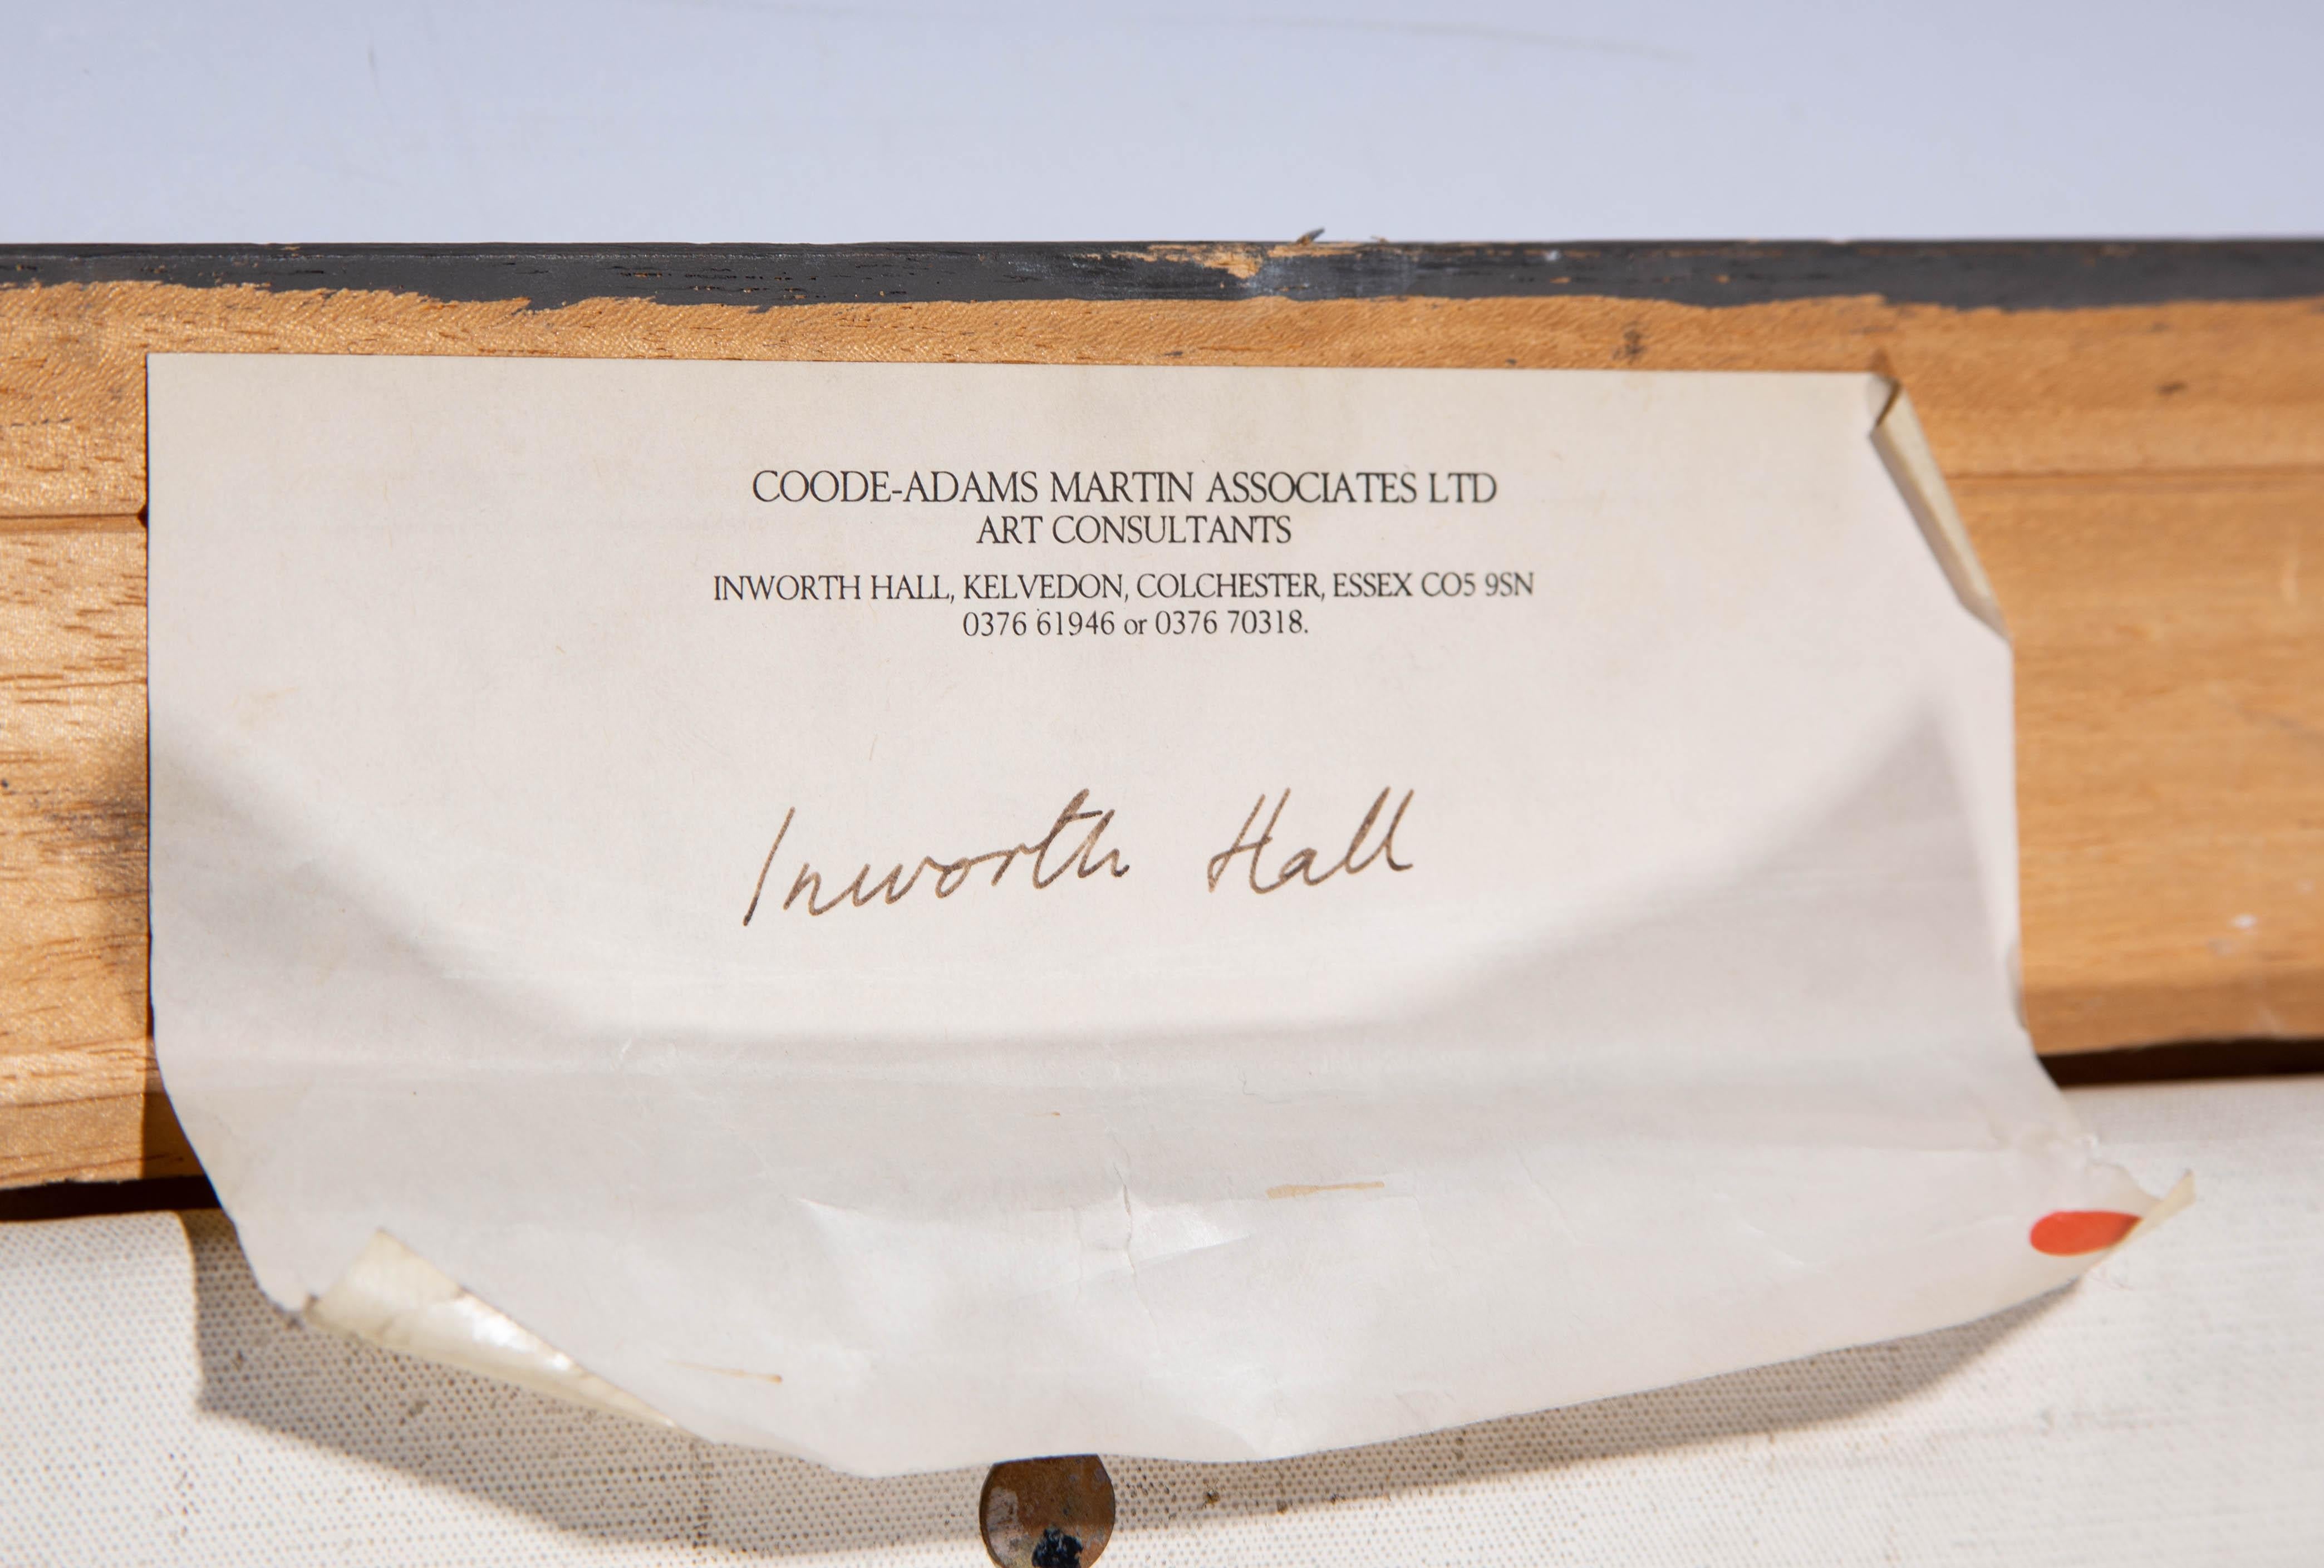 COODE-ADAMS MARTIN ASSOCIATES LTD
ART CONSULTANTS
INWORTH HALL, KELVEDON, COLCHESTER, ESSEX CO5 9SN
0376 61946 or 0376 70318.
Inworth Hall